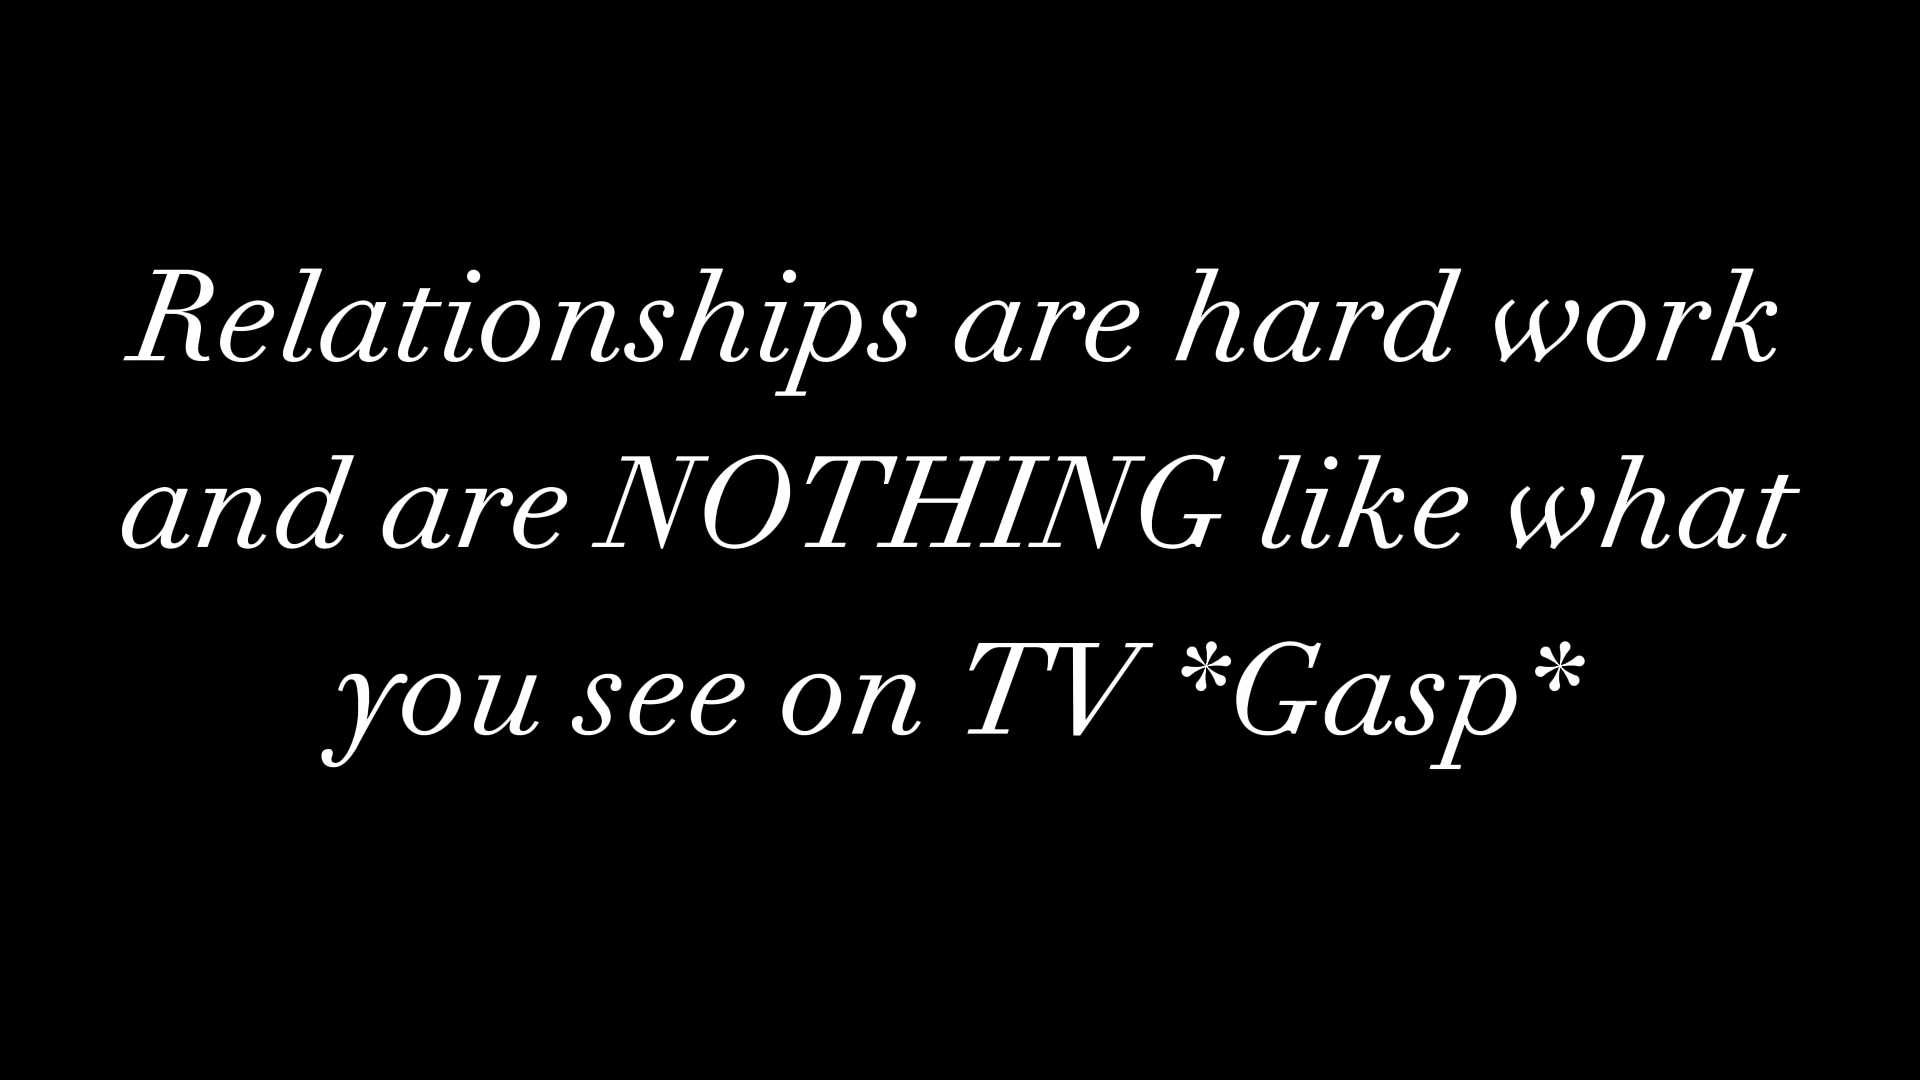 Relationships are hard work
and are NOTHING like what
you see on TV *Gasp*